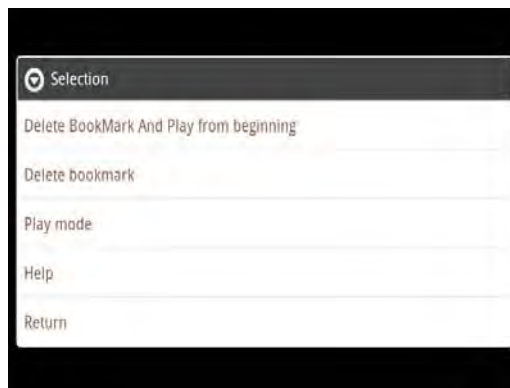 Selection
Delete BookMark And Play from beginning
Delete bookmark
Play mode
Help
Return